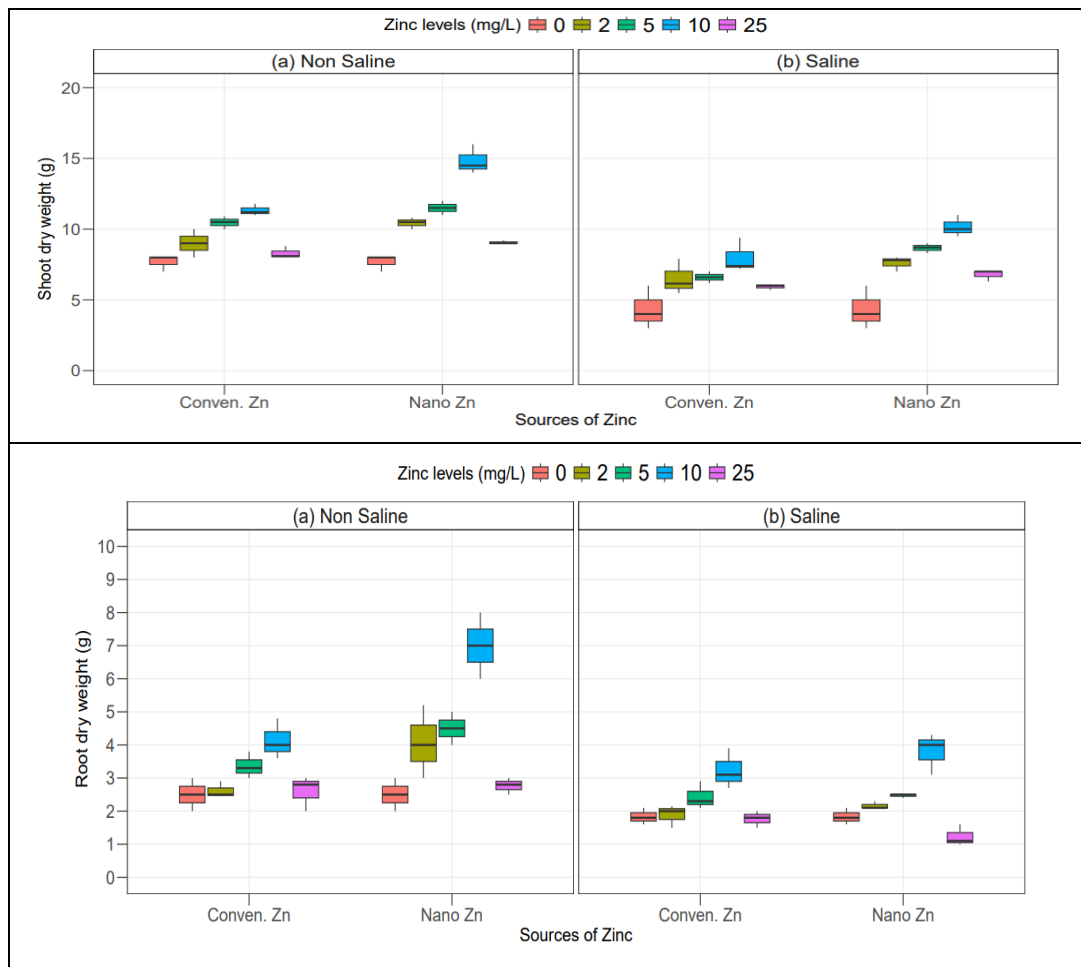 Zinc levels (mg/L) 0 2 5 10 25
(a) Non Saline (b) Saline
Shoot dry weight (g)
20
15
10
5
0
Conven. Zn Nano Zn Conven. Zn Nano Zn
Sources of Zinc
Zinc levels (mg/L) 0 2 5 10 25
(a) Non Saline (b) Saline
Root dry weight (g)
10
9
8
7
6
5
4
3
2
1
0
Conven. Zn Nano Zn Conven. Zn Nano Zn
Sources of Zinc